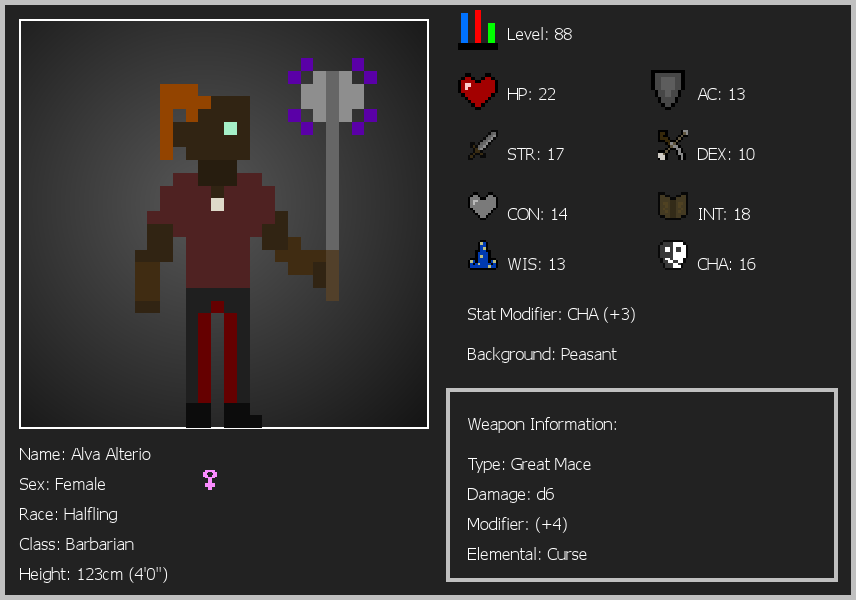 Level: 88
HP: 22
AC: 13
STR: 17
DEX: 10
CON: 14
INT: 18
WIS: 13
CHA: 16
Stat Modifier: CHA (+3)
Background: Peasant
Weapon Information:
Type: Great Mace
Damage: d6
Modifier: (+4)
Elemental: Curse
Name: Alva Alterio
Sex: Female
Race: Halfling
Class: Barbarian
Height: 123cm (4'0")